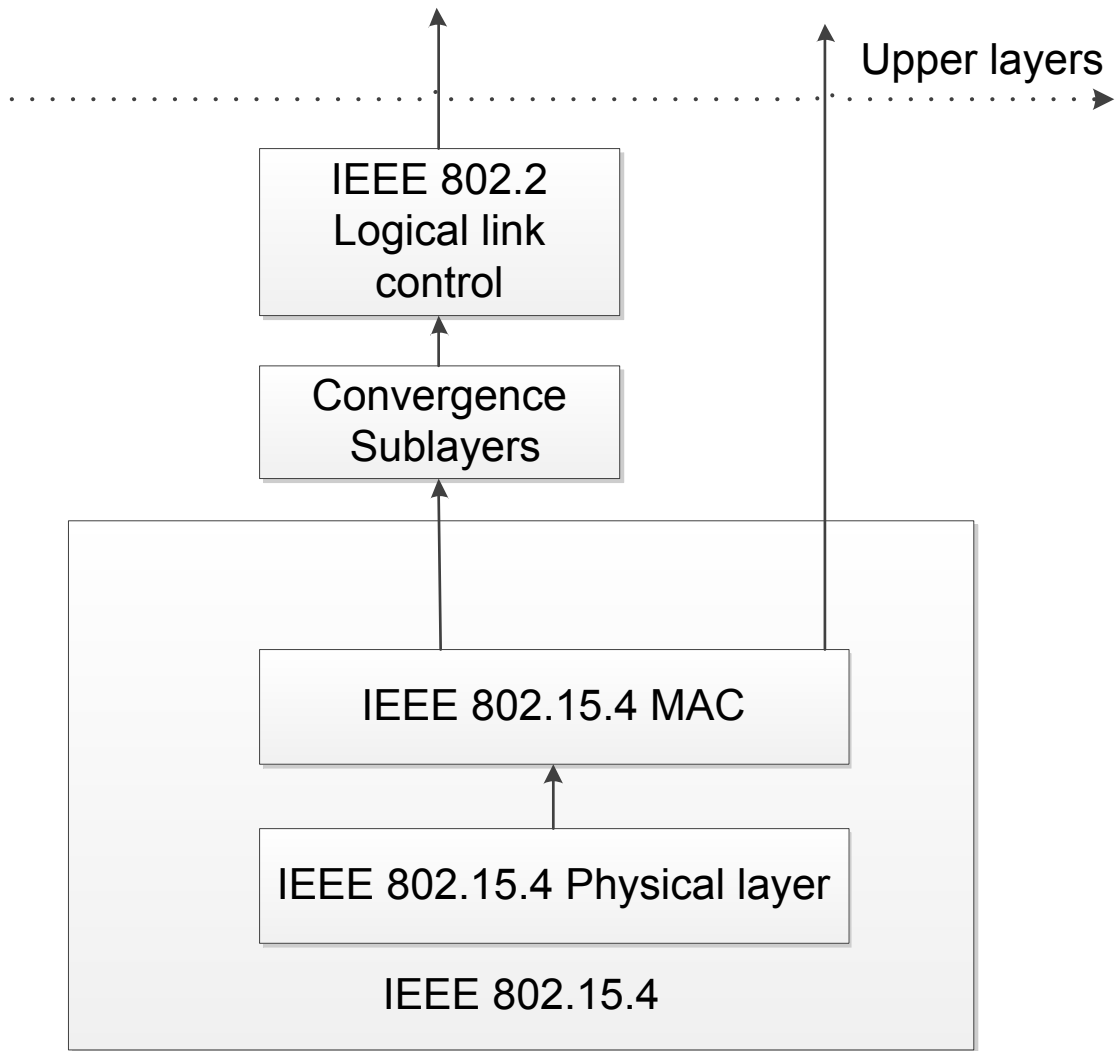 Upper layers
IEEE 802.2
Logical link
control
Convergence
Sublayers
IEEE 802.15.4 MAC
IEEE 802.15.4 Physical layer
IEEE 802.15.4